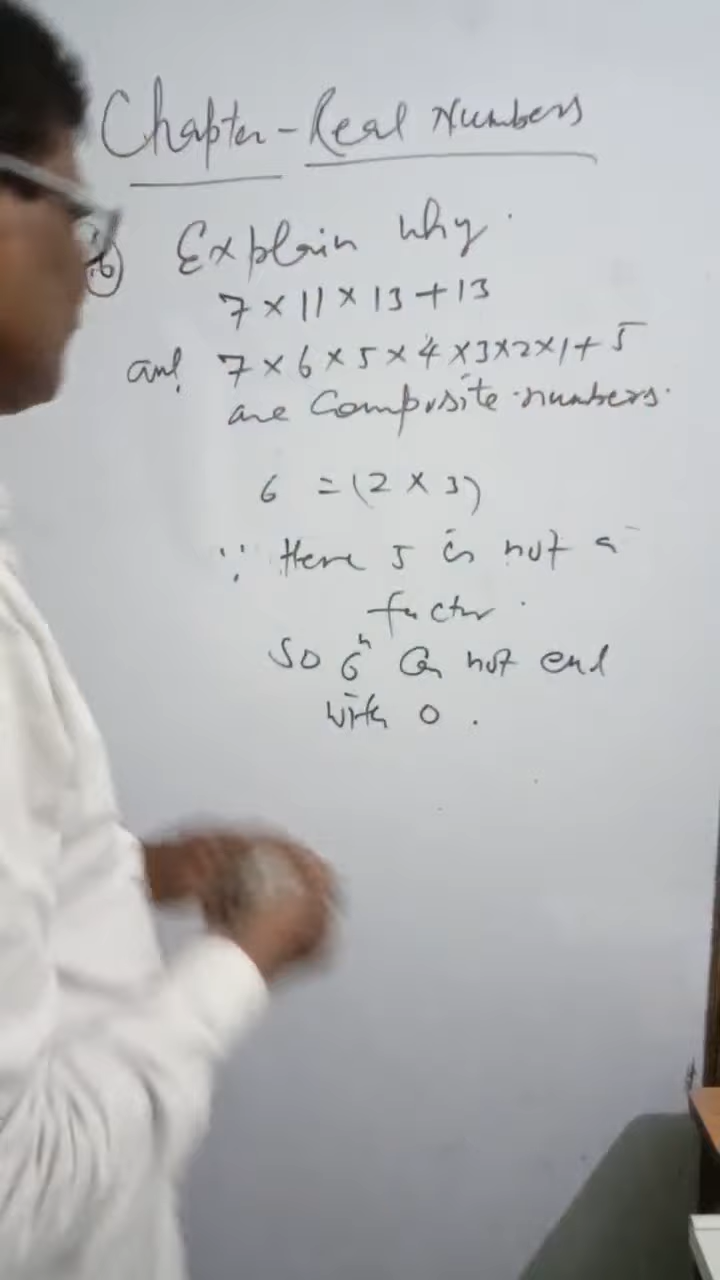 Chapter - Real Numbers
Explain why.
7 × 11 × 13 + 13
and 7 × 6 × 5 × 4 × 3 × 2 × 1 + 5
are Composite numbers.
6 = (2 × 3)
∵ Here 5 is not a
factor.
So 6ⁿ Can not end
with 0.